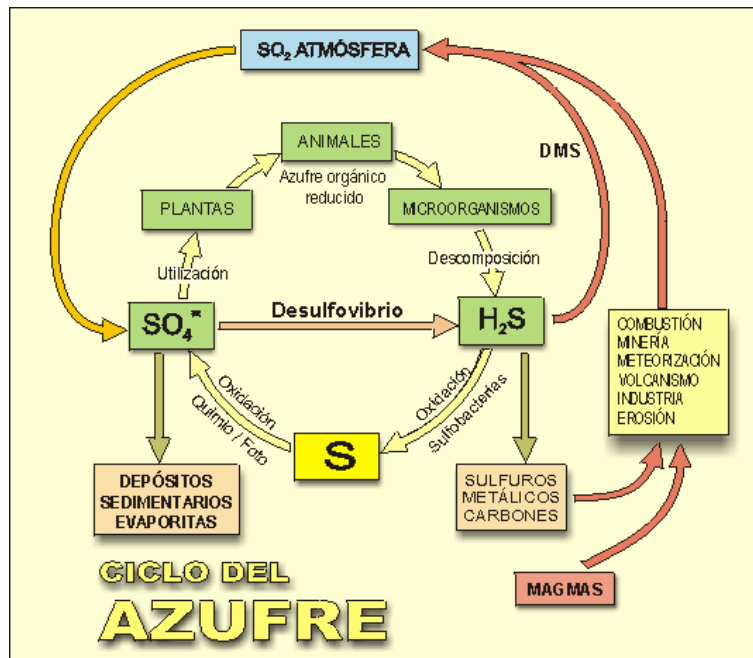 SO₂ ATMÓSFERA
DMS
ANIMALES
Azufre orgánico
reducido
PLANTAS
MICROORGANISMOS
Utilización
Descomposición
SO₄⁼
Desulfovibrio
H₂S
COMBUSTIÓN
MINERÍA
METEORIZACIÓN
VOLCANISMO
INDUSTRIA
EROSIÓN
Oxidación
Quimio / Foto
Oxidación
Sulfobacterias
S
DEPÓSITOS
SEDIMENTARIOS
EVAPORITAS
SULFUROS
METÁLICOS
CARBONES
MAGMAS
CICLO DEL
AZUFRE